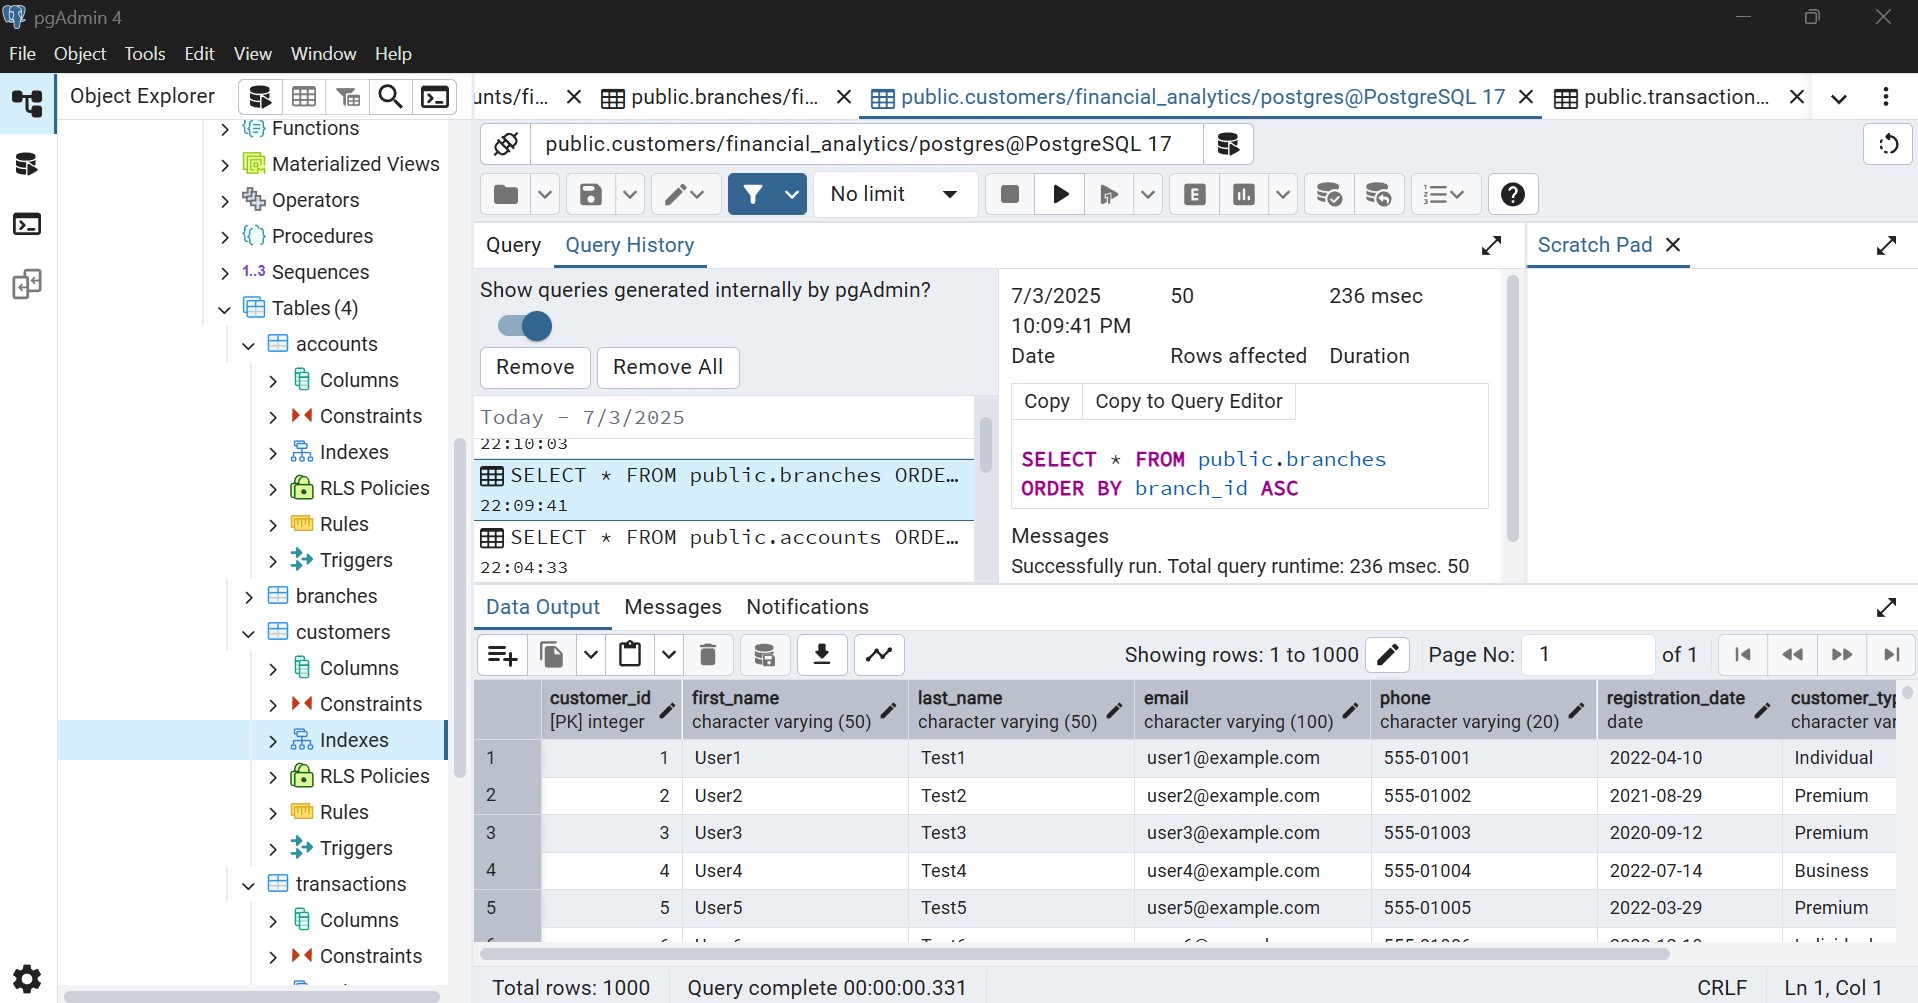 pgAdmin 4
File Object Tools Edit View Window Help
Object Explorer
Functions
Materialized Views
Operators
Procedures
1..3 Sequences
Tables (4)
accounts
Columns
Constraints
Indexes
RLS Policies
Rules
Triggers
branches
customers
Columns
Constraints
Indexes
RLS Policies
Rules
Triggers
transactions
Columns
Constraints
unts/fi... public.branches/fi... public.customers/financial_analytics/postgres@PostgreSQL 17 public.transaction...
public.customers/financial_analytics/postgres@PostgreSQL 17
No limit
E
Query Query History
Scratch Pad
Show queries generated internally by pgAdmin?
Remove Remove All
Today - 7/3/2025
22:10:03
SELECT * FROM public.branches ORDE...
22:09:41
SELECT * FROM public.accounts ORDE...
22:04:33
7/3/2025 50 236 msec
10:09:41 PM
Date Rows affected Duration
Copy Copy to Query Editor
SELECT * FROM public.branches
ORDER BY branch_id ASC
Messages
Successfully run. Total query runtime: 236 msec. 50
Data Output Messages Notifications
Showing rows: 1 to 1000 Page No: 1 of 1
customer_id first_name last_name email phone registration_date customer_typ
[PK] integer character varying (50) character varying (50) character varying (100) character varying (20) date character var
1 1 User1 Test1 user1@example.com 555-01001 2022-04-10 Individual
2 2 User2 Test2 user2@example.com 555-01002 2021-08-29 Premium
3 3 User3 Test3 user3@example.com 555-01003 2020-09-12 Premium
4 4 User4 Test4 user4@example.com 555-01004 2022-07-14 Business
5 5 User5 Test5 user5@example.com 555-01005 2022-03-29 Premium
Total rows: 1000 Query complete 00:00:00.331 CRLF Ln 1, Col 1